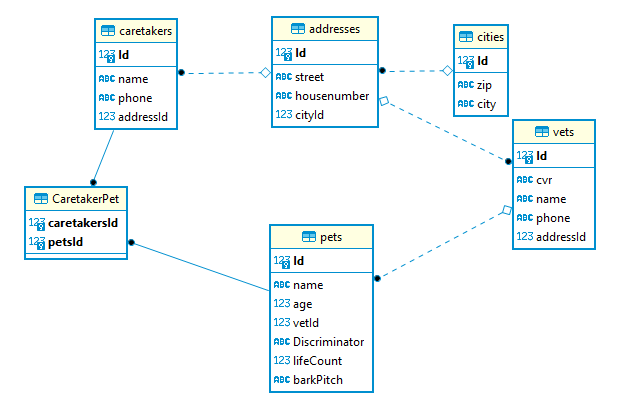 caretakers
123 Id
ABC name
ABC phone
123 addressId
addresses
123 Id
ABC street
ABC housenumber
123 cityId
cities
123 Id
ABC zip
ABC city
vets
123 Id
ABC cvr
ABC name
ABC phone
123 addressId
CaretakerPet
123 caretakersId
123 petsId
pets
123 Id
ABC name
123 age
123 vetId
ABC Discriminator
123 lifeCount
ABC barkPitch